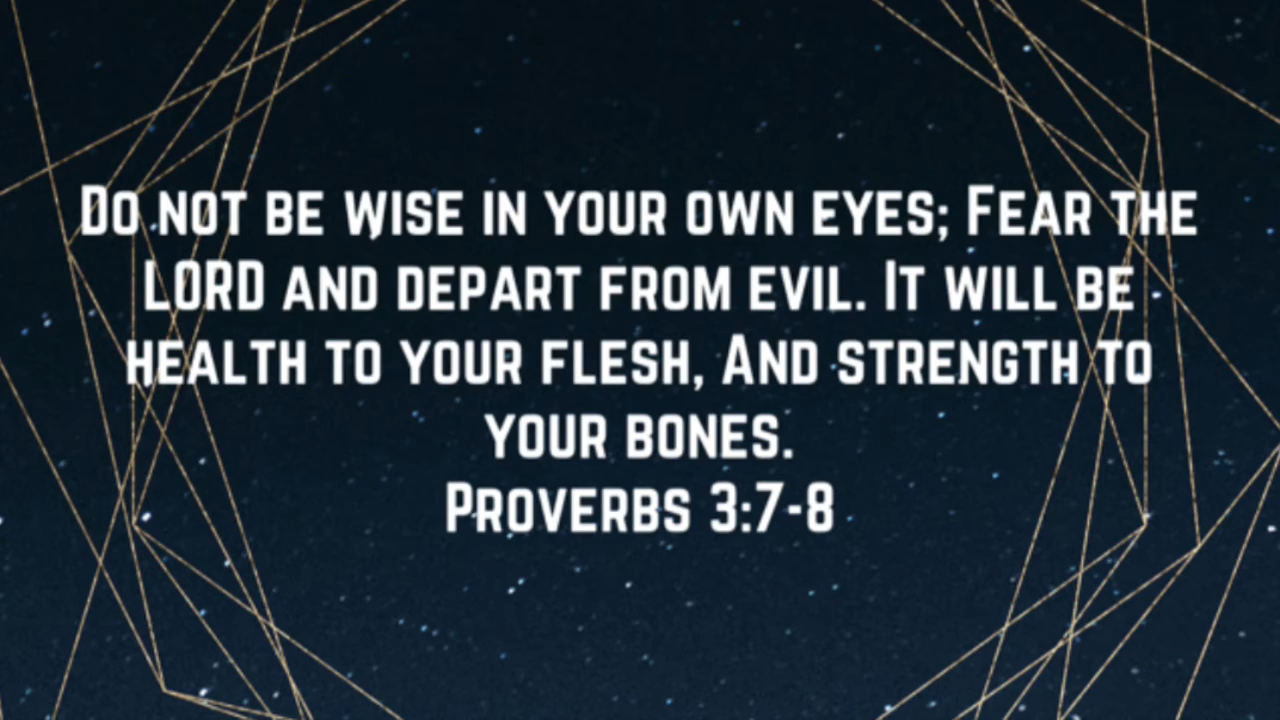 Do not be wise in your own eyes; Fear the
LORD and depart from evil. It will be
health to your flesh, And strength to
your bones.
Proverbs 3:7-8